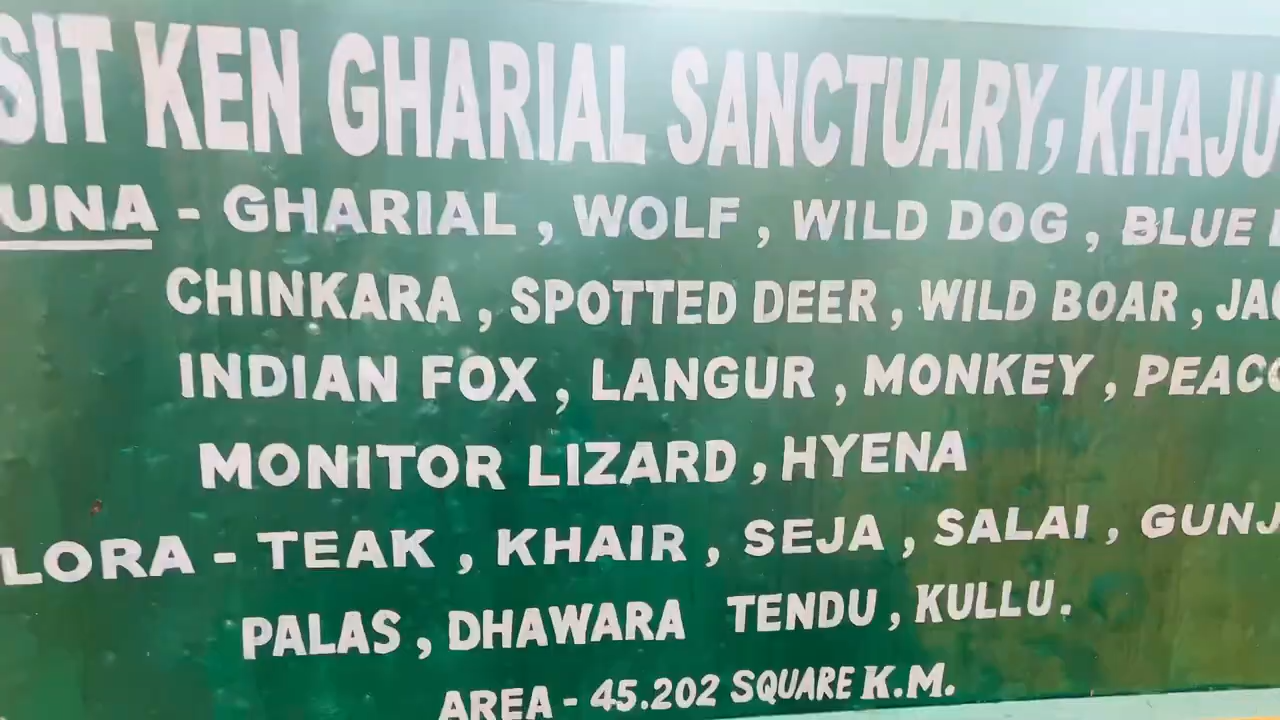 SIT KEN GHARIAL SANCTUARY, KHAJU
UNA - GHARIAL , WOLF , WILD DOG , BLUE
CHINKARA , SPOTTED DEER , WILD BOAR , JA
INDIAN FOX , LANGUR , MONKEY , PEACO
MONITOR LIZARD , HYENA
LORA - TEAK , KHAIR , SEJA , SALAI , GUNJ
PALAS , DHAWARA TENDU , KULLU.
AREA - 45.202 SQUARE K.M.